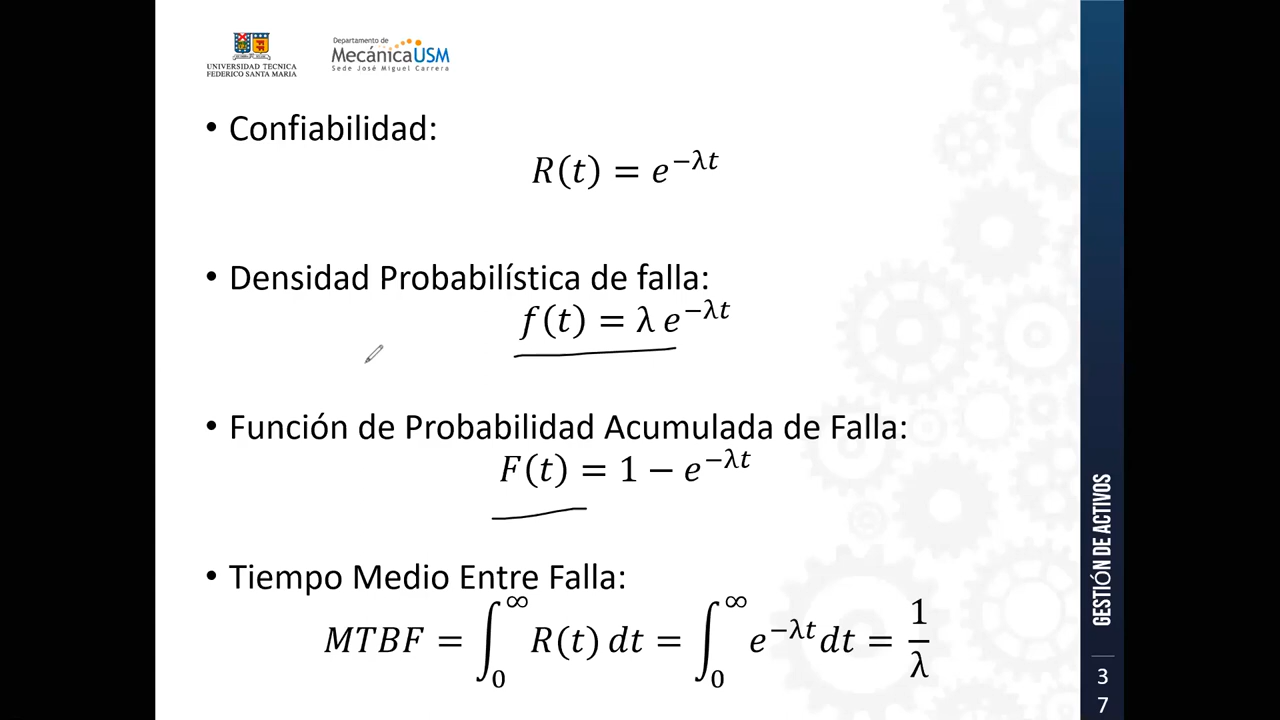 UNIVERSIDAD TECNICA
FEDERICO SANTA MARIA
Departamento de
MecánicaUSM
Sede José Miguel Carrera
• Confiabilidad:
R(t) = e^{−λt}
• Densidad Probabilística de falla:
f(t) = λ e^{−λt}
• Función de Probabilidad Acumulada de Falla:
F(t) = 1 − e^{−λt}
• Tiempo Medio Entre Falla:
MTBF = ∫_0^∞ R(t) dt = ∫_0^∞ e^{−λt} dt = 1/λ
GESTIÓN DE ACTIVOS
3
7